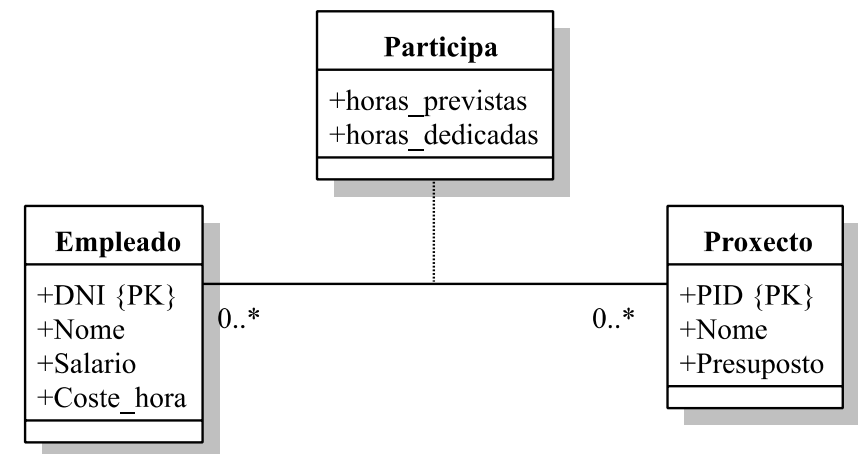 Participa
+horas_previstas
+horas_dedicadas
Empleado
+DNI {PK}
+Nome
+Salario
+Coste_hora
0..*
0..*
Proxecto
+PID {PK}
+Nome
+Presuposto